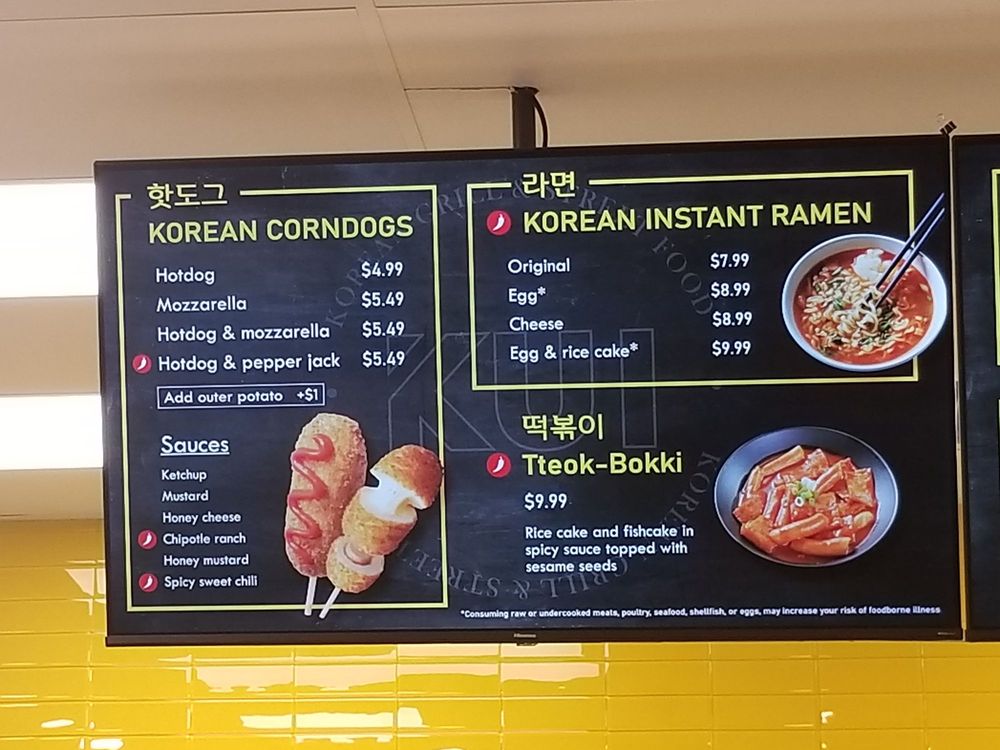 핫도그
KOREAN CORNDOGS
Hotdog $4.99
Mozzarella $5.49
Hotdog & mozzarella $5.49
Hotdog & pepper jack $5.49
Add outer potato +$1
Sauces
Ketchup
Mustard
Honey cheese
Chipotle ranch
Honey mustard
Spicy sweet chili
라면
KOREAN INSTANT RAMEN
Original $7.99
Egg* $8.99
Cheese $8.99
Egg & rice cake* $9.99
떡볶이
Tteok-Bokki
$9.99
Rice cake and fishcake in
spicy sauce topped with
sesame seeds
*Consuming raw or undercooked meats, poultry, seafood, shellfish, or eggs, may increase your risk of foodborne illness
KUI
Hisense